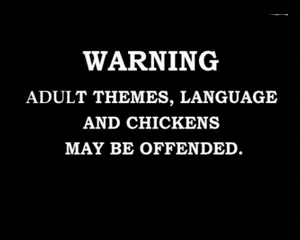 WARNING
ADULT THEMES, LANGUAGE
AND CHICKENS
MAY BE OFFENDED.